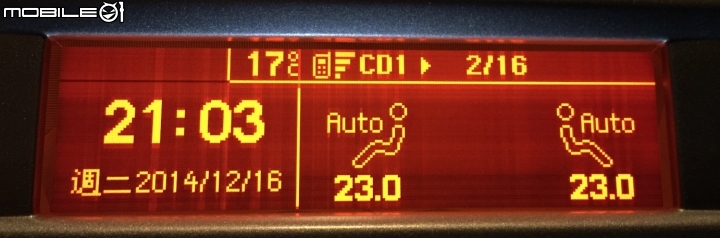 MOBILE01
17°C CD1 2/16
21:03
週二2014/12/16
Auto
23.0
Auto
23.0